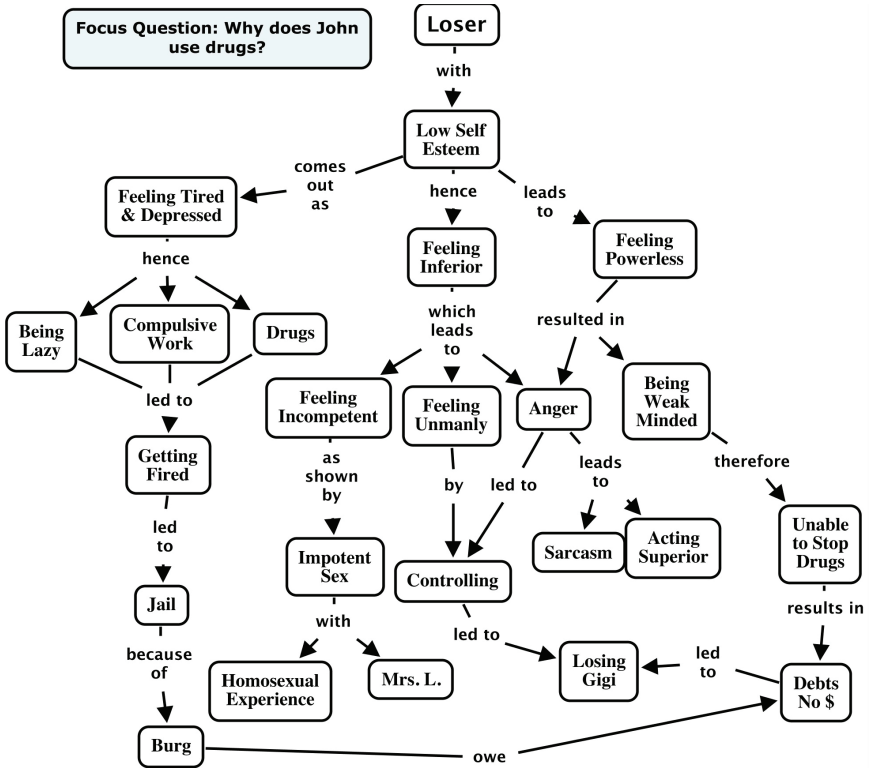 Focus Question: Why does John
use drugs?
Loser
with
Low Self
Esteem
comes
out
as
hence
leads
to
Feeling Tired
& Depressed
Feeling
Inferior
Feeling
Powerless
hence
which
leads
to
resulted in
Being
Lazy
Compulsive
Work
Drugs
led to
Feeling
Incompetent
Feeling
Unmanly
Anger
Being
Weak
Minded
Getting
Fired
as
shown
by
by
led to
leads
to
therefore
led
to
Impotent
Sex
Controlling
Sarcasm
Acting
Superior
Unable
to Stop
Drugs
Jail
with
led to
results in
because
of
Homosexual
Experience
Mrs. L.
Losing
Gigi
led
to
Debts
No $
Burg
owe